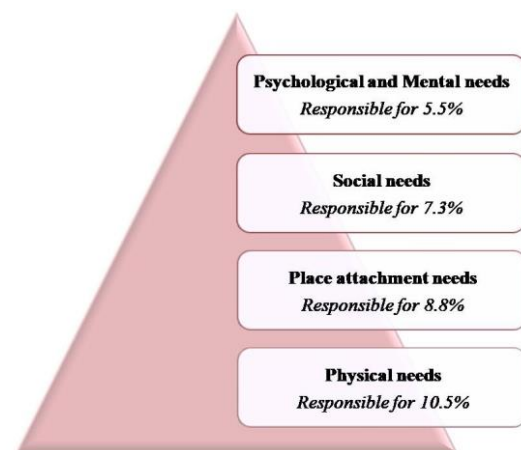 Psychological and Mental needs
Responsible for 5.5%
Social needs
Responsible for 7.3%
Place attachment needs
Responsible for 8.8%
Physical needs
Responsible for 10.5%